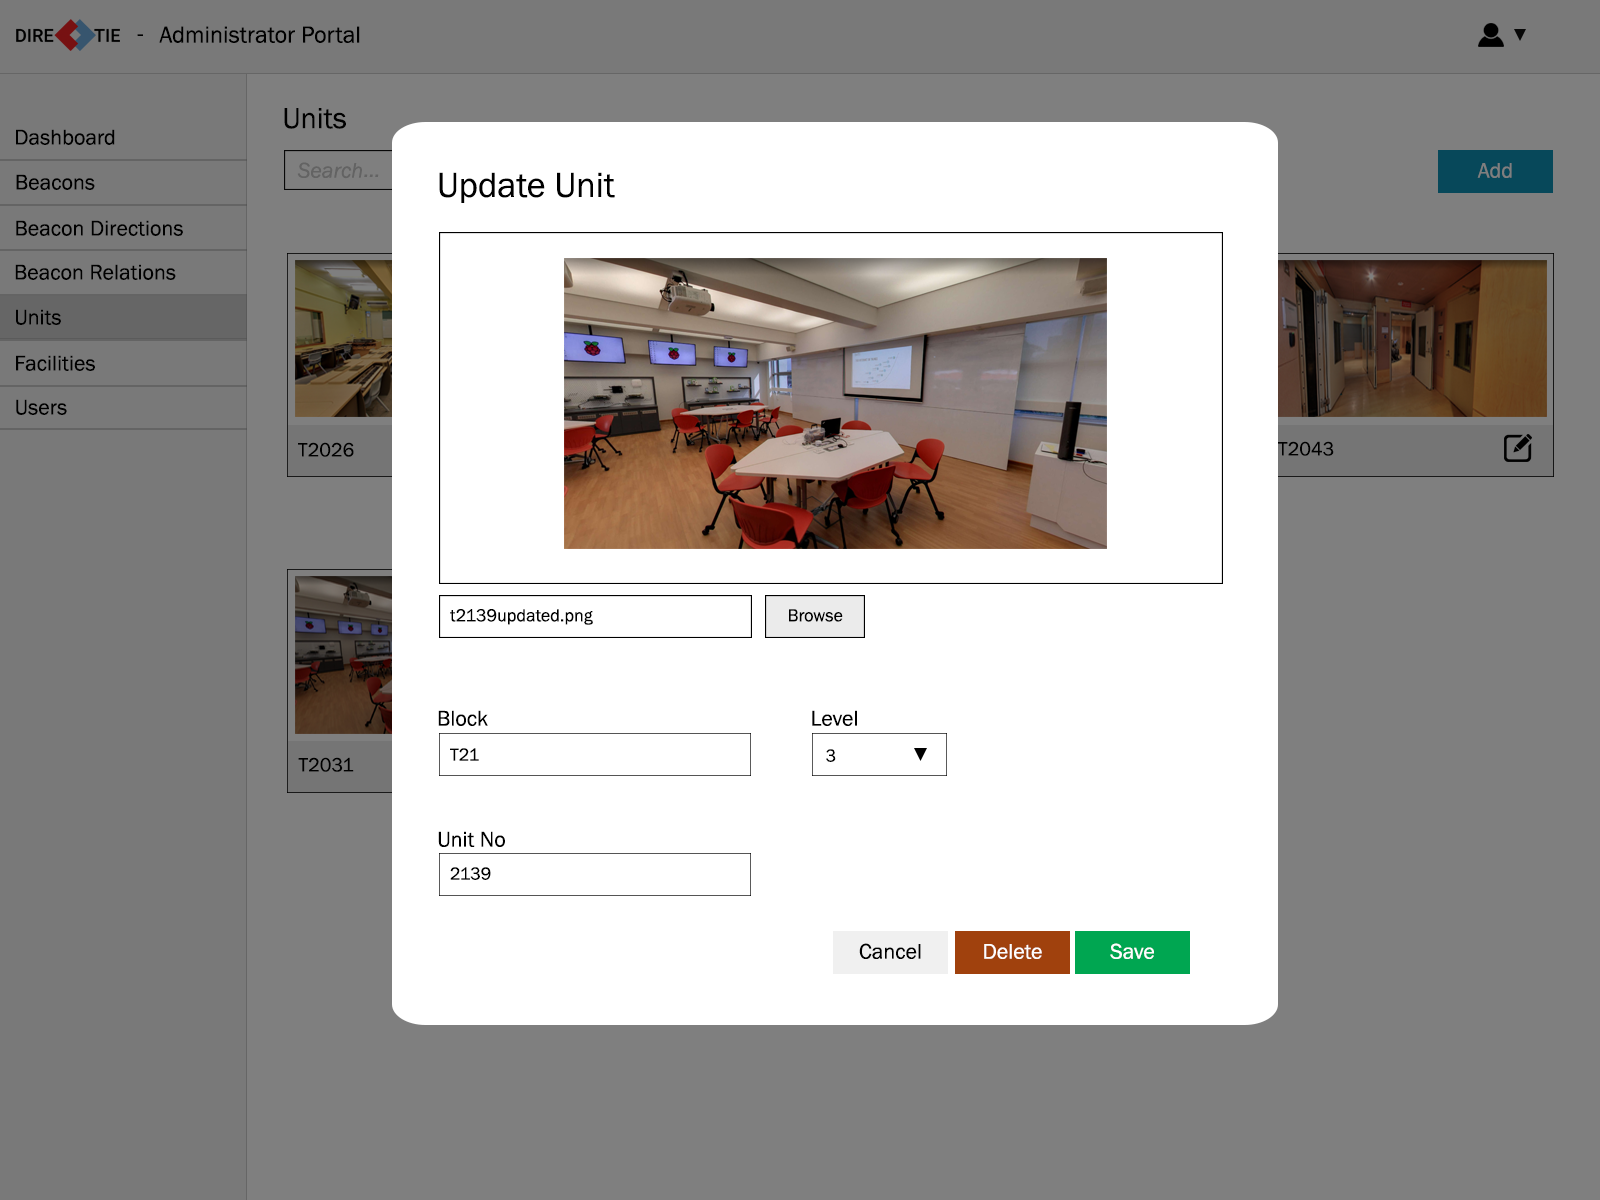 DIRE TIE - Administrator Portal ▼
Dashboard
Beacons
Beacon Directions
Beacon Relations
Units
Facilities
Users
Units
Search...
Add
T2026
T2043
T2031
Update Unit
t2139updated.png
Browse
Block
T21
Level
3 ▼
Unit No
2139
Cancel
Delete
Save